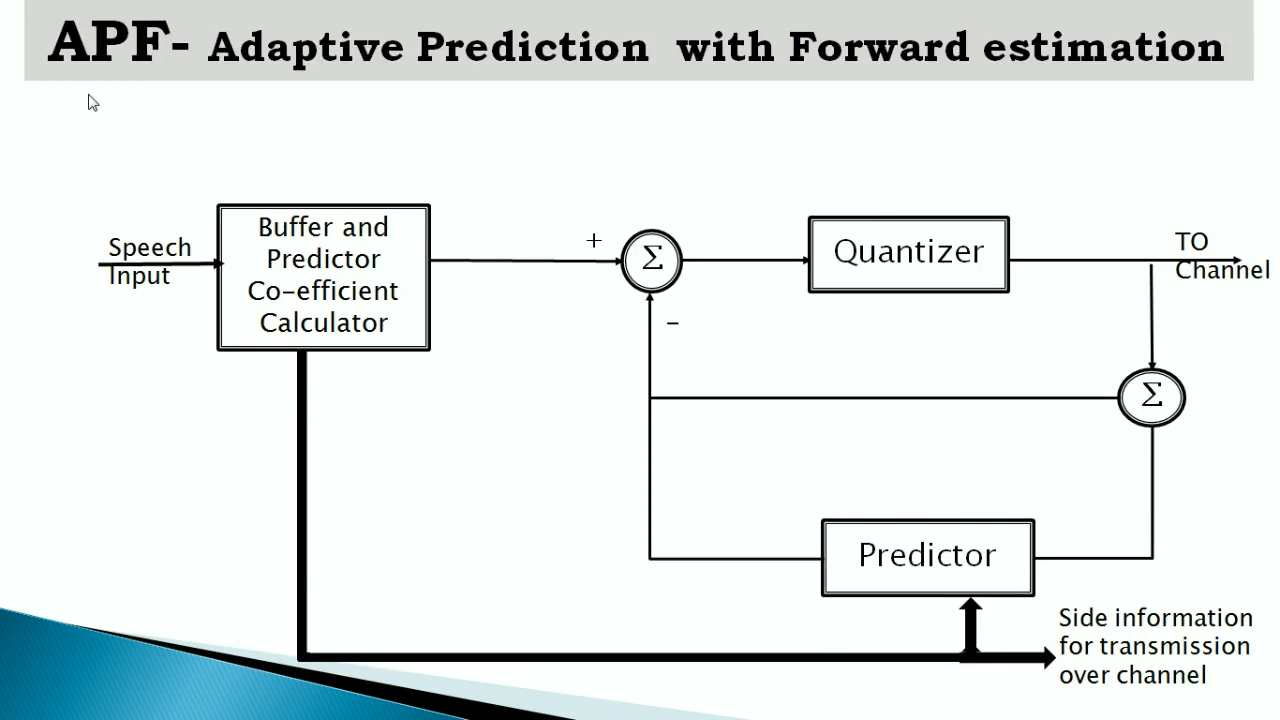 APF- Adaptive Prediction with Forward estimation
Speech
Input
Buffer and
Predictor
Co-efficient
Calculator
+
Σ
–
Quantizer
TO
Channel
Σ
Predictor
Side information
for transmission
over channel